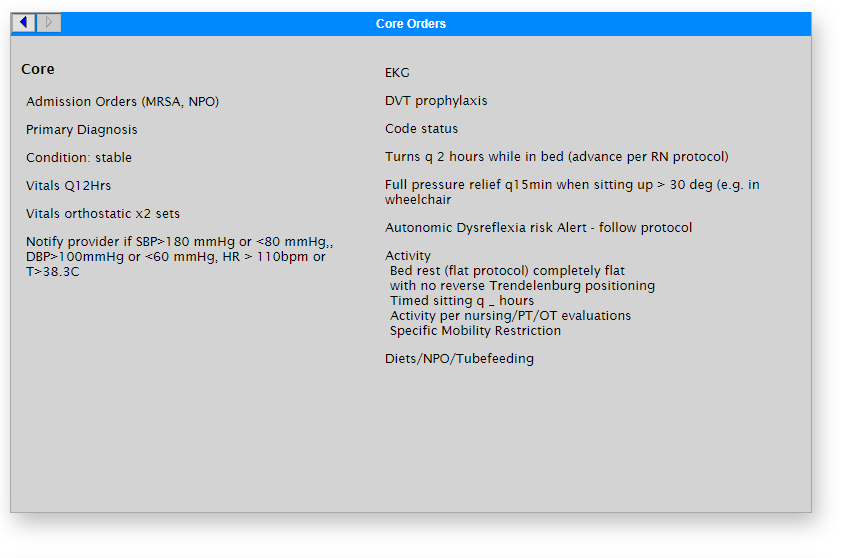 Core Orders
Core
Admission Orders (MRSA, NPO)
Primary Diagnosis
Condition: stable
Vitals Q12Hrs
Vitals orthostatic x2 sets
Notify provider if SBP>180 mmHg or <80 mmHg,,
DBP>100mmHg or <60 mmHg, HR > 110bpm or
T>38.3C
EKG
DVT prophylaxis
Code status
Turns q 2 hours while in bed (advance per RN protocol)
Full pressure relief q15min when sitting up > 30 deg (e.g. in
wheelchair
Autonomic Dysreflexia risk Alert - follow protocol
Activity
Bed rest (flat protocol) completely flat
with no reverse Trendelenburg positioning
Timed sitting q _ hours
Activity per nursing/PT/OT evaluations
Specific Mobility Restriction
Diets/NPO/Tubefeeding